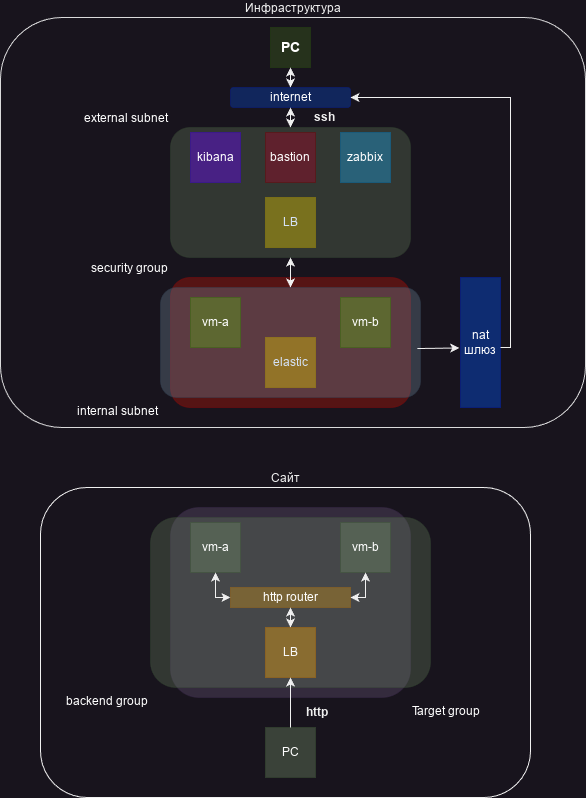 Инфраструктура
PC
internet
external subnet
ssh
kibana
bastion
zabbix
LB
security group
vm-a
vm-b
nat
шлюз
elastic
internal subnet
Сайт
vm-a
vm-b
http router
LB
backend group
http
Target group
PC